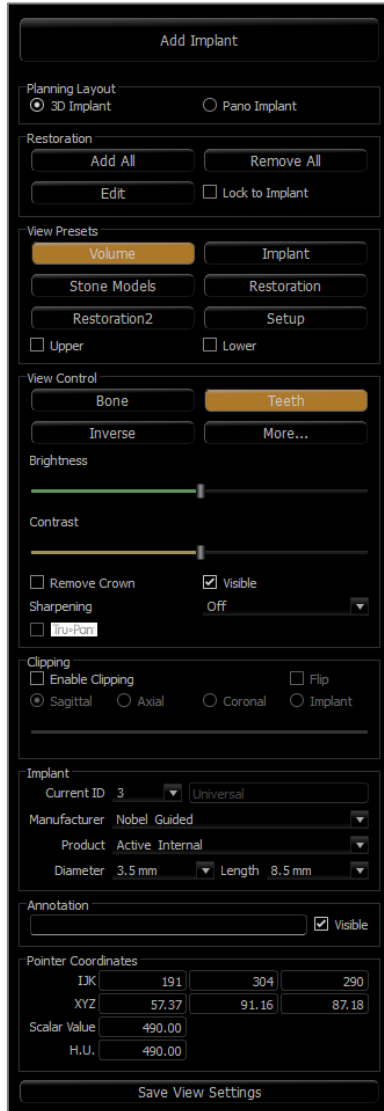 Add Implant
Planning Layout
3D Implant Pano Implant
Restoration
Add All Remove All
Edit Lock to Implant
View Presets
Volume Implant
Stone Models Restoration
Restoration2 Setup
Upper Lower
View Control
Bone Teeth
Inverse More...
Brightness
Contrast
Remove Crown Visible
Sharpening Off
Tru•Pan
Clipping
Enable Clipping Flip
Sagittal Axial Coronal Implant
Implant
Current ID 3 Universal
Manufacturer Nobel Guided
Product Active Internal
Diameter 3.5 mm Length 8.5 mm
Annotation
Visible
Pointer Coordinates
IJK 191 304 290
XYZ 57.37 91.16 87.18
Scalar Value 490.00
H.U. 490.00
Save View Settings